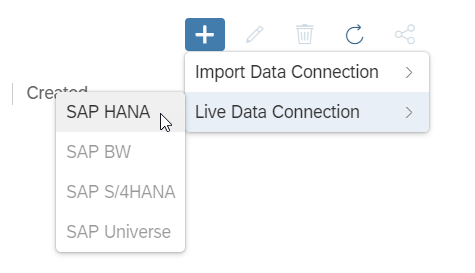 Import Data Connection
Created
SAP HANA
Live Data Connection
SAP BW
SAP S/4HANA
SAP Universe